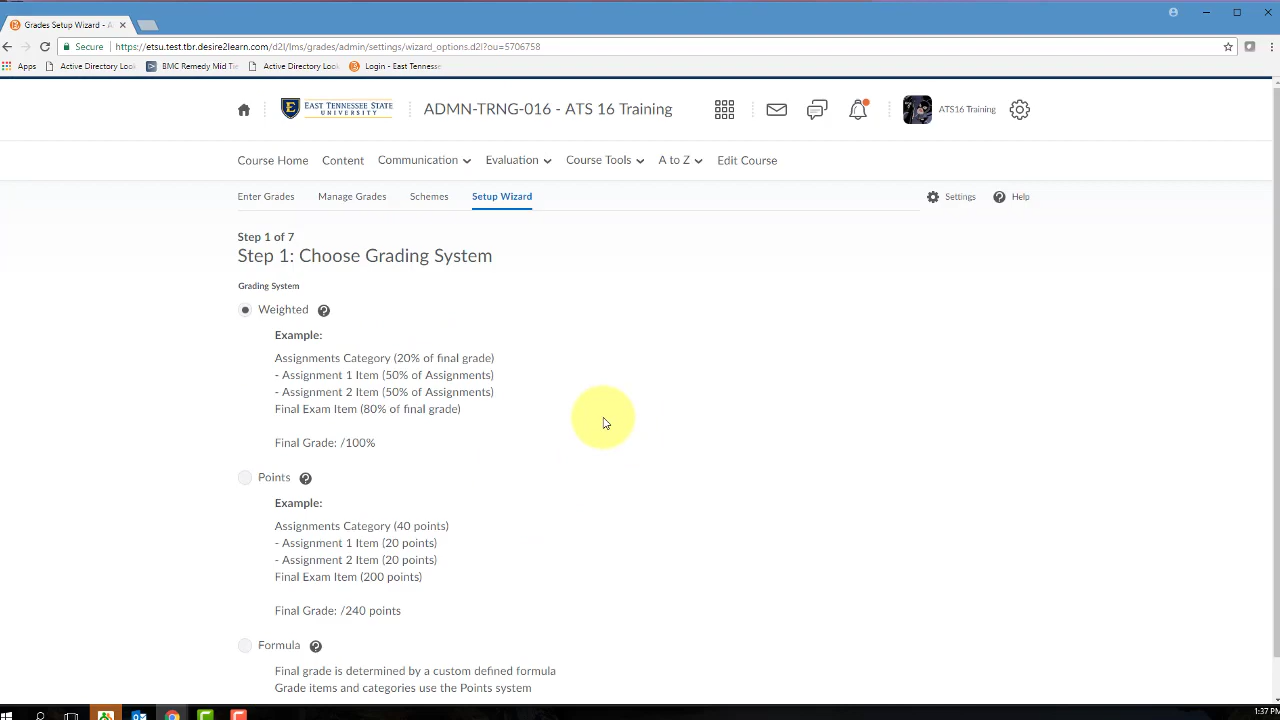 Grades Setup Wizard - A
Secure https://etsu.test.tbr.desire2learn.com/d2l/lms/grades/admin/settings/wizard_options.d2l?ou=5706758
Apps Active Directory Look BMC Remedy Mid Tie Active Directory Look Login - East Tennesse
EAST TENNESSEE STATE UNIVERSITY ADMN-TRNG-016 - ATS 16 Training ATS16 Training
Course Home Content Communication Evaluation Course Tools A to Z Edit Course
Enter Grades Manage Grades Schemes Setup Wizard Settings Help
Step 1 of 7
Step 1: Choose Grading System
Grading System
Weighted
Example:
Assignments Category (20% of final grade)
- Assignment 1 Item (50% of Assignments)
- Assignment 2 Item (50% of Assignments)
Final Exam Item (80% of final grade)
Final Grade: /100%
Points
Example:
Assignments Category (40 points)
- Assignment 1 Item (20 points)
- Assignment 2 Item (20 points)
Final Exam Item (200 points)
Final Grade: /240 points
Formula
Final grade is determined by a custom defined formula
Grade items and categories use the Points system
1:37 PM